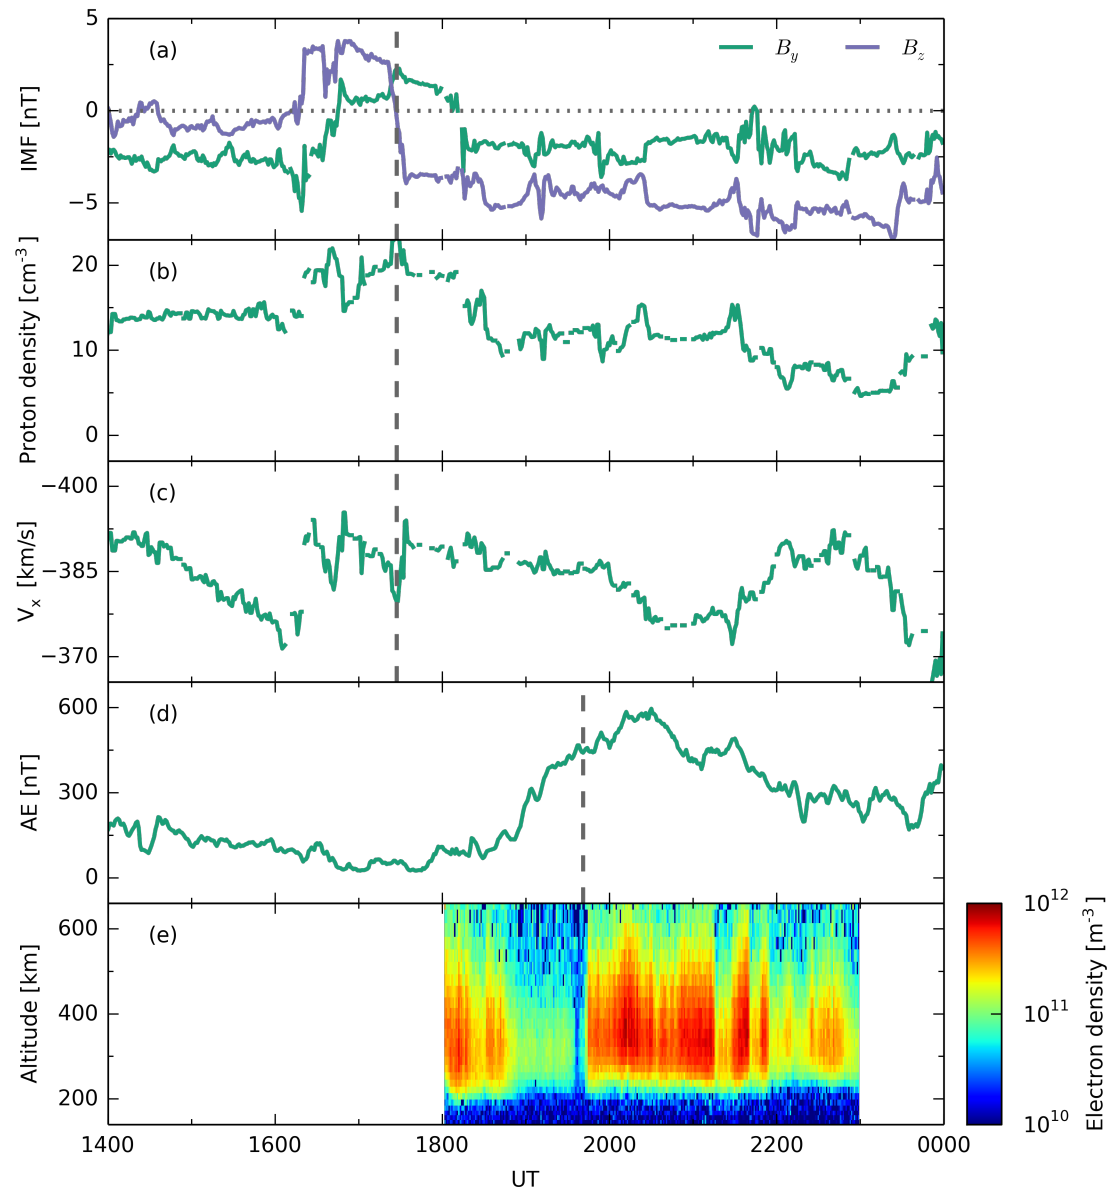 5
0
−5
IMF [nT]
(a)
B_y
B_z
20
10
0
Proton density [cm^-3]
(b)
−400
−385
−370
V_x [km/s]
(c)
600
300
0
AE [nT]
(d)
600
400
200
Altitude [km]
(e)
10^12
10^11
10^10
Electron density [m^-3]
1400 1600 1800 2000 2200 0000
UT